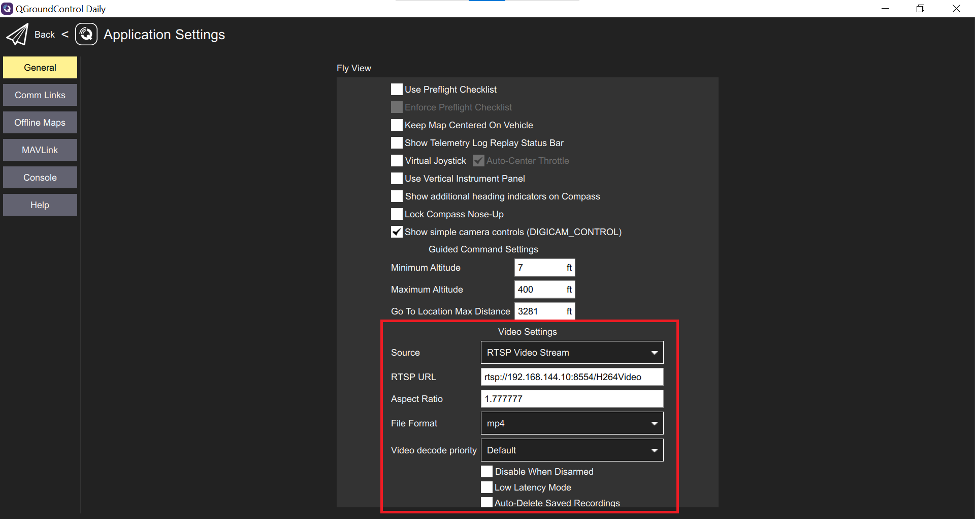 QGroundControl Daily
Back < Application Settings
General
Comm Links
Offline Maps
MAVLink
Console
Help
Fly View
Use Preflight Checklist
Enforce Preflight Checklist
Keep Map Centered On Vehicle
Show Telemetry Log Replay Status Bar
Virtual Joystick Auto-Center Throttle
Use Vertical Instrument Panel
Show additional heading indicators on Compass
Lock Compass Nose-Up
Show simple camera controls (DIGICAM_CONTROL)
Guided Command Settings
Minimum Altitude 7 ft
Maximum Altitude 400 ft
Go To Location Max Distance 3281 ft
Video Settings
Source RTSP Video Stream
RTSP URL rtsp://192.168.144.10:8554/H264Video
Aspect Ratio 1.777777
File Format mp4
Video decode priority Default
Disable When Disarmed
Low Latency Mode
Auto-Delete Saved Recordings